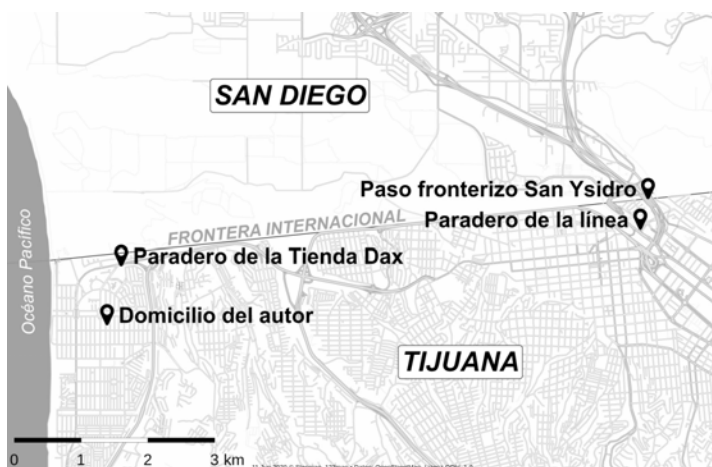 SAN DIEGO
Paso fronterizo San Ysidro
FRONTERA INTERNACIONAL
Paradero de la línea
Océano Pacífico
Paradero de la Tienda Dax
Domicilio del autor
TIJUANA
0 1 2 3 km